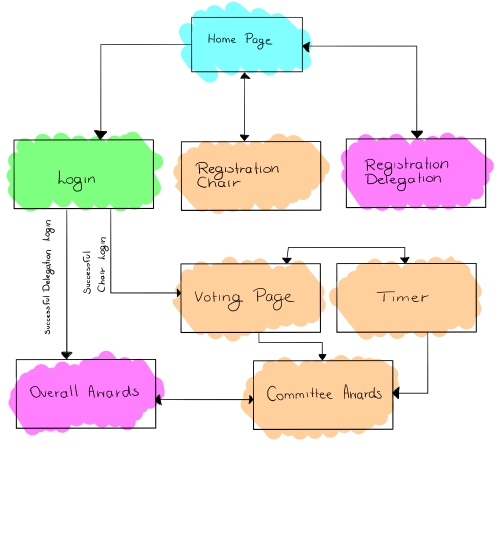 Home Page
Login
Registration
Chair
Registration
Delegation
Successful Delegation Login
Successful
Chair Login
Voting Page
Timer
Overall Awards
Committee Awards